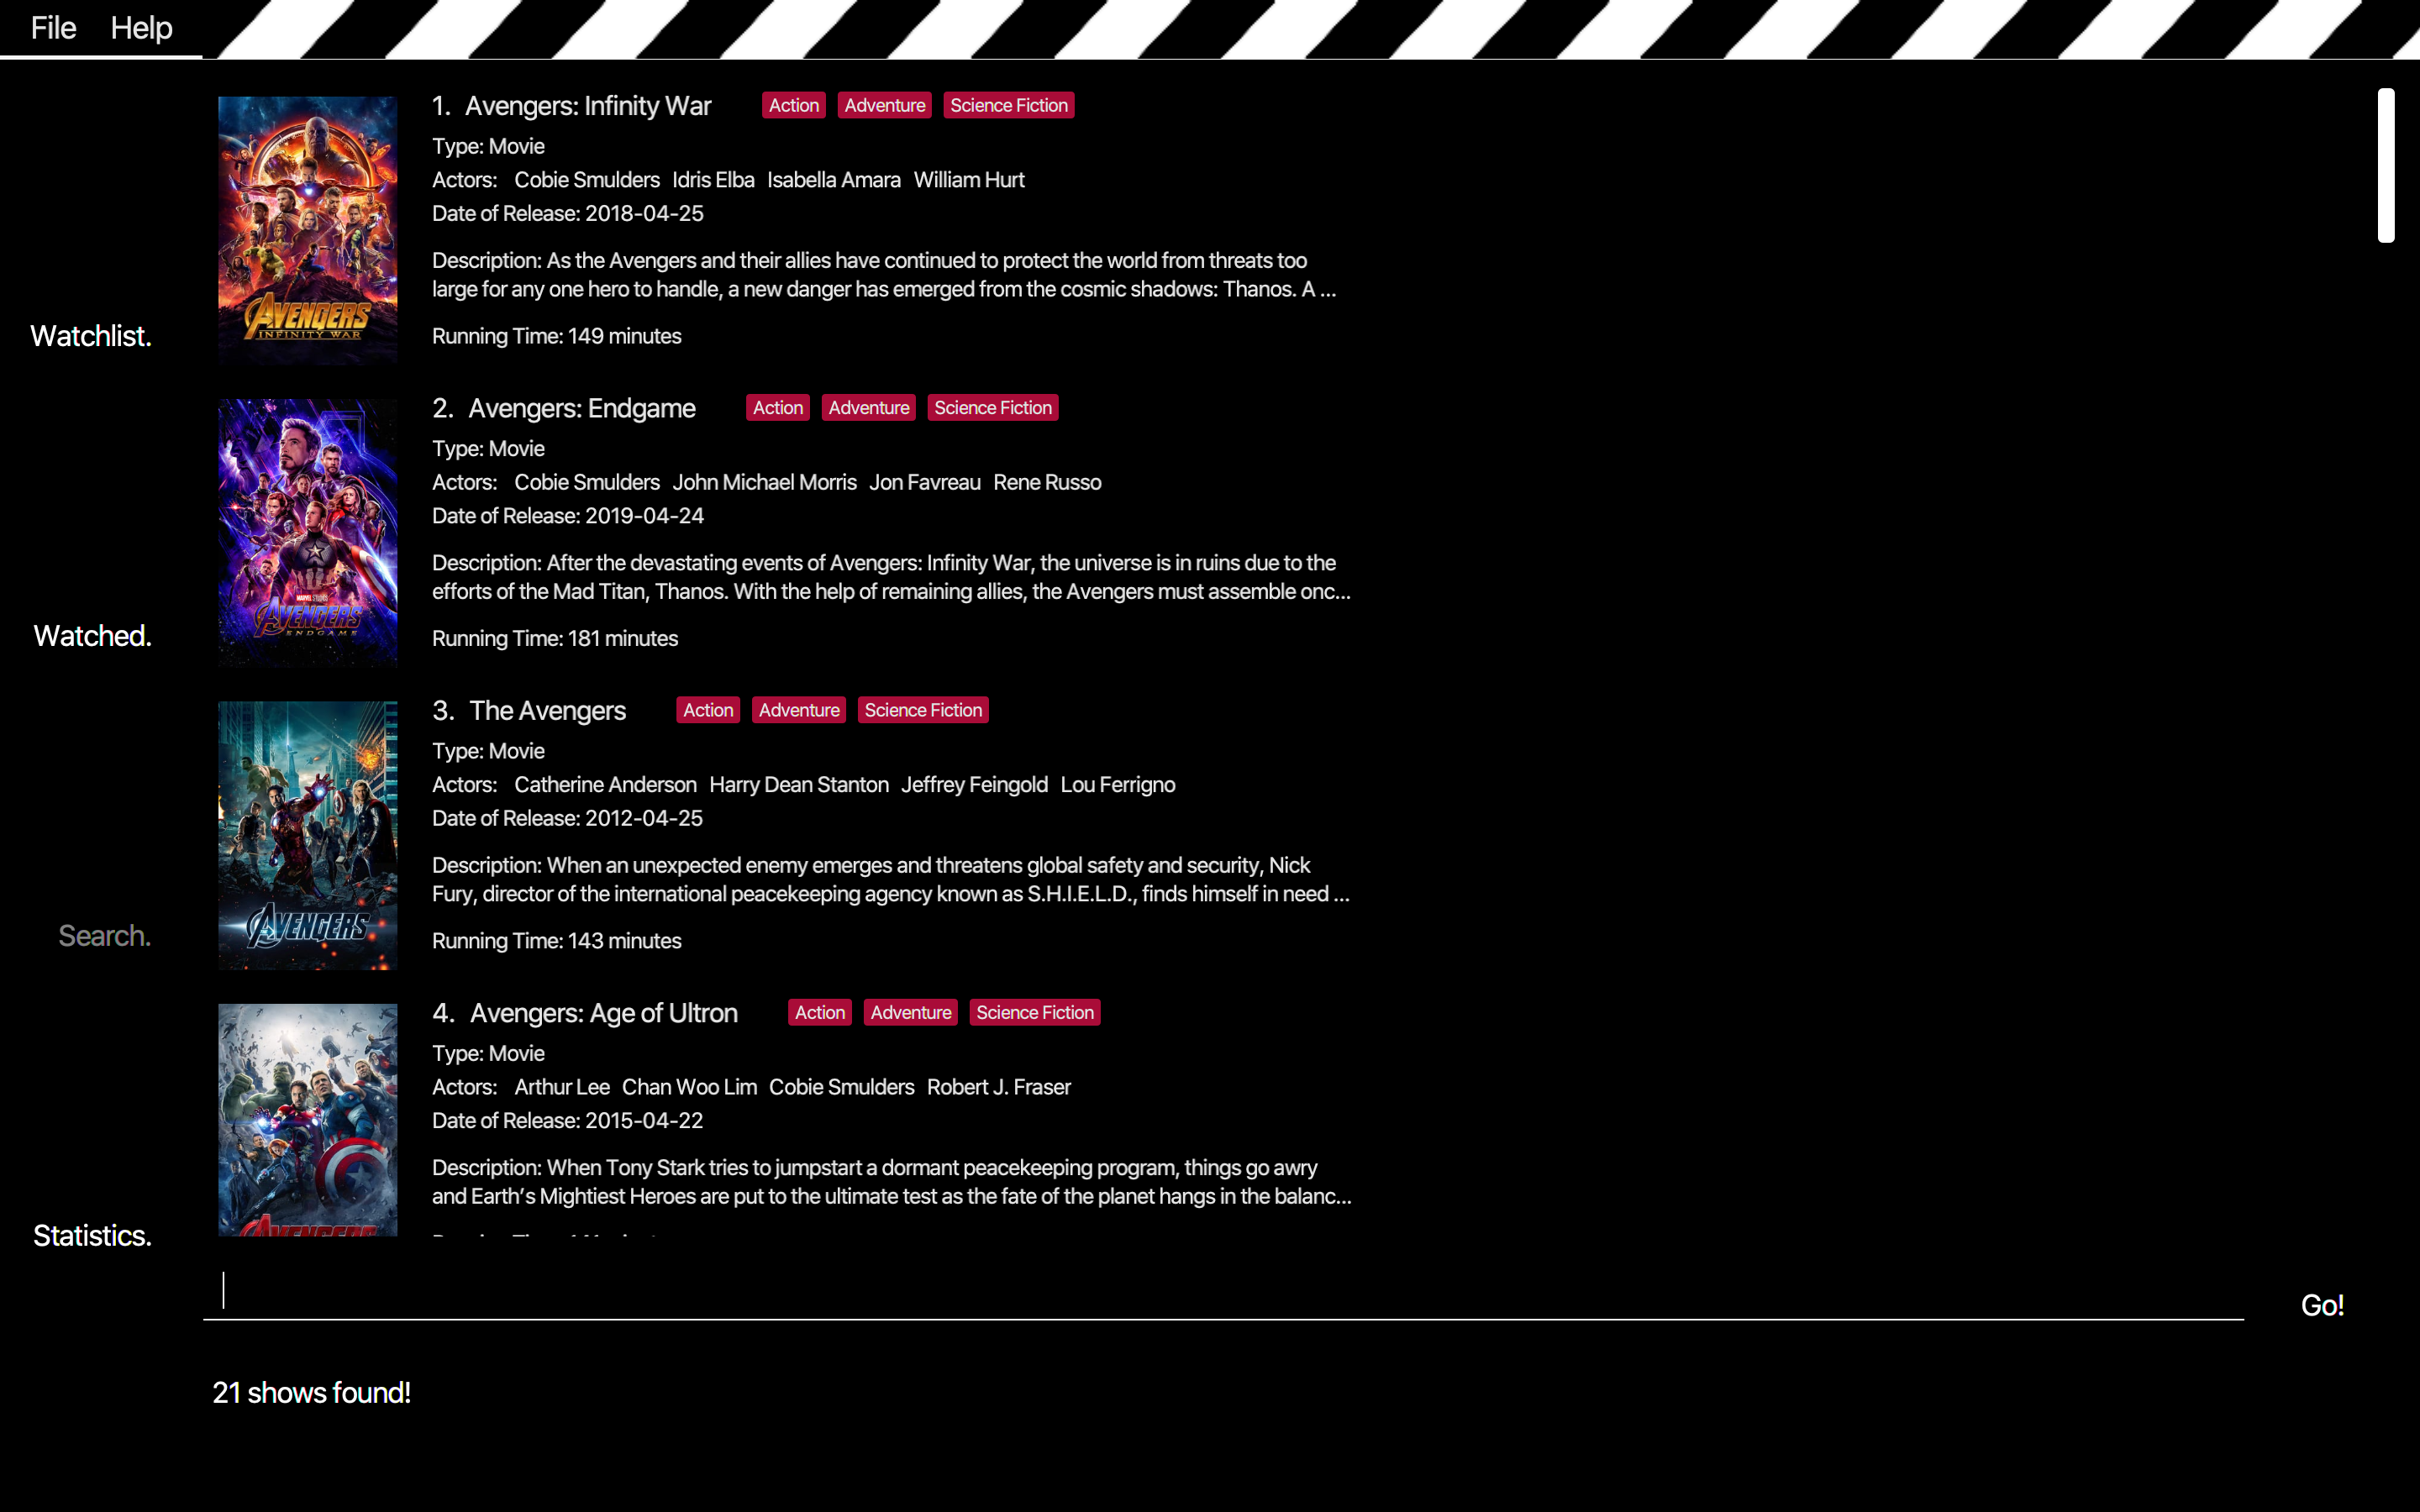 File Help
1. Avengers: Infinity War Action Adventure Science Fiction
Type: Movie
Actors: Cobie Smulders Idris Elba Isabella Amara William Hurt
Date of Release: 2018-04-25
Description: As the Avengers and their allies have continued to protect the world from threats too
large for any one hero to handle, a new danger has emerged from the cosmic shadows: Thanos. A ...
Running Time: 149 minutes
AVENGERS
INFINITY WAR
Watchlist.
2. Avengers: Endgame Action Adventure Science Fiction
Type: Movie
Actors: Cobie Smulders John Michael Morris Jon Favreau Rene Russo
Date of Release: 2019-04-24
Description: After the devastating events of Avengers: Infinity War, the universe is in ruins due to the
efforts of the Mad Titan, Thanos. With the help of remaining allies, the Avengers must assemble onc...
Running Time: 181 minutes
MARVEL STUDIOS
AVENGERS
ENDGAME
Watched.
3. The Avengers Action Adventure Science Fiction
Type: Movie
Actors: Catherine Anderson Harry Dean Stanton Jeffrey Feingold Lou Ferrigno
Date of Release: 2012-04-25
Description: When an unexpected enemy emerges and threatens global safety and security, Nick
Fury, director of the international peacekeeping agency known as S.H.I.E.L.D., finds himself in need ...
Running Time: 143 minutes
AVENGERS
Search.
4. Avengers: Age of Ultron Action Adventure Science Fiction
Type: Movie
Actors: Arthur Lee Chan Woo Lim Cobie Smulders Robert J. Fraser
Date of Release: 2015-04-22
Description: When Tony Stark tries to jumpstart a dormant peacekeeping program, things go awry
and Earth’s Mightiest Heroes are put to the ultimate test as the fate of the planet hangs in the balanc...
AVENGERS
Statistics.
Go!
21 shows found!